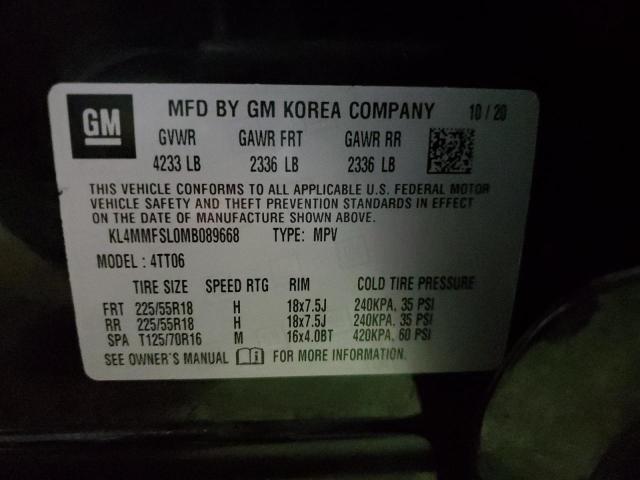 GM
MFD BY GM KOREA COMPANY 10/20
GVWR GAWR FRT GAWR RR
4233 LB 2336 LB 2336 LB
THIS VEHICLE CONFORMS TO ALL APPLICABLE U.S. FEDERAL MOTOR
VEHICLE SAFETY AND THEFT PREVENTION STANDARDS IN EFFECT
ON THE DATE OF MANUFACTURE SHOWN ABOVE.
KL4MMFSL0MB089668 TYPE: MPV
MODEL: 4TT06
TIRE SIZE SPEED RTG RIM COLD TIRE PRESSURE
FRT 225/55R18 H 18x7.5J 240KPA, 35 PSI
RR 225/55R18 H 18x7.5J 240KPA, 35 PSI
SPA T125/70R16 M 16x4.0BT 420KPA, 60 PSI
SEE OWNER'S MANUAL FOR MORE INFORMATION.